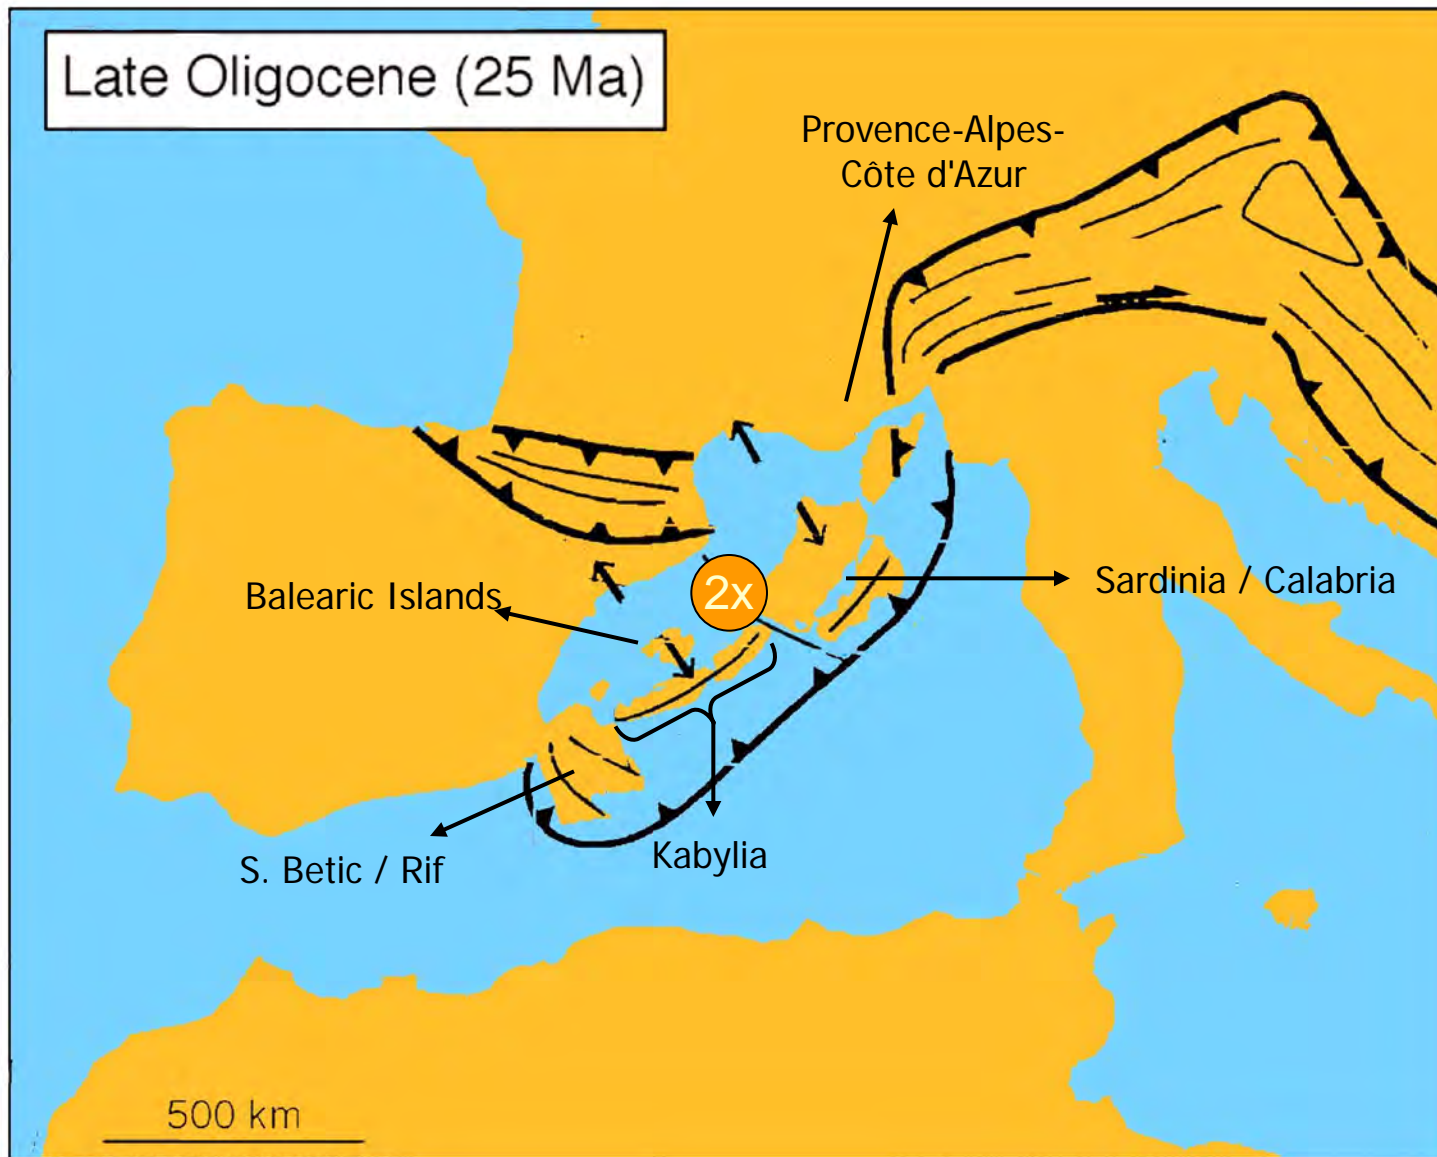 Late Oligocene (25 Ma)
Provence-Alpes-
Côte d'Azur
Balearic Islands
2x
Sardinia / Calabria
S. Betic / Rif
Kabylia
500 km